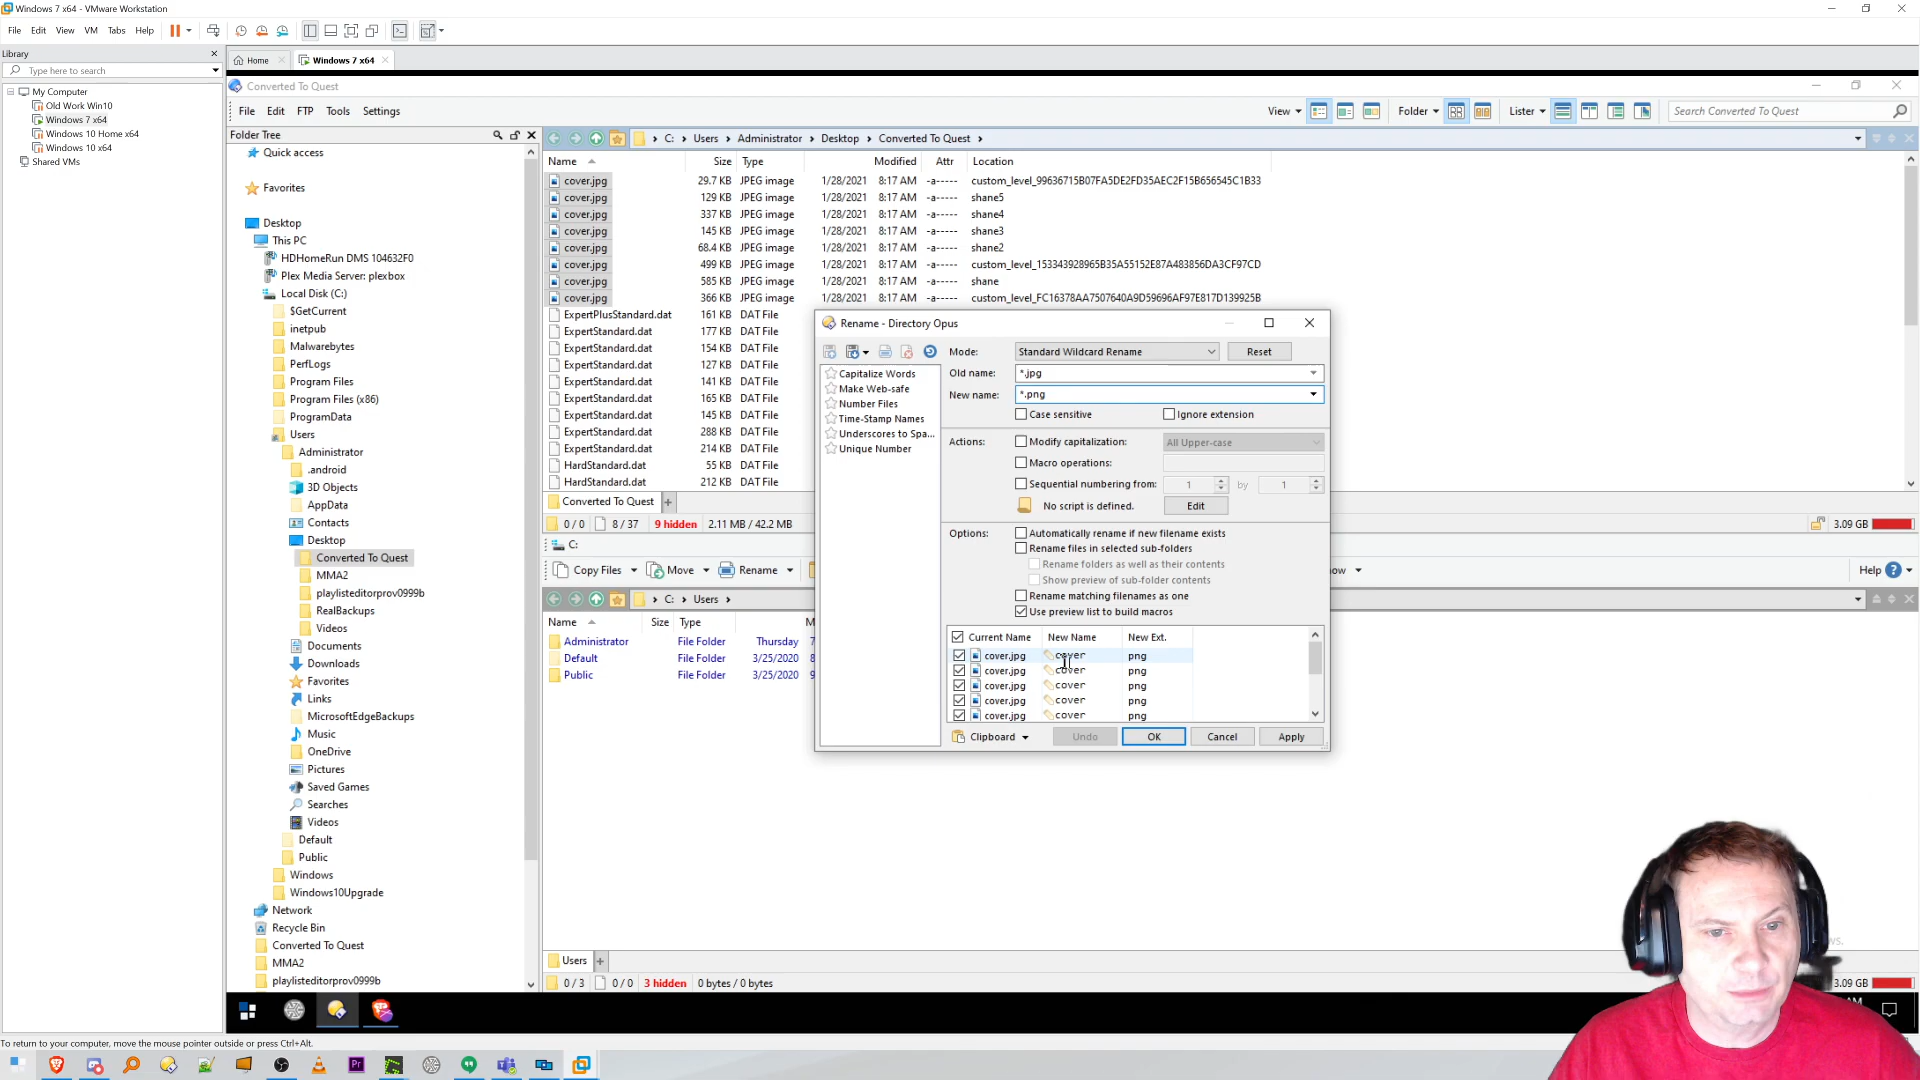 Windows 7 x64 - VMware Workstation
File Edit View VM Tabs Help
Library
Type here to search
My Computer
Old Work Win10
Windows 7 x64
Windows 10 Home x64
Windows 10 x64
Shared VMs
Home
Windows 7 x64
Converted To Quest
File Edit FTP Tools Settings
View Folder Lister Search Converted To Quest
Folder Tree
Quick access
Favorites
Desktop
This PC
HDHomeRun DMS 104632F0
Plex Media Server: plexbox
Local Disk (C:)
$GetCurrent
inetpub
Malwarebytes
PerfLogs
Program Files
Program Files (x86)
ProgramData
Users
Administrator
.android
3D Objects
AppData
Contacts
Desktop
Converted To Quest
MMA2
playlisteditorprov0999b
RealBackups
Videos
Documents
Downloads
Favorites
Links
MicrosoftEdgeBackups
Music
OneDrive
Pictures
Saved Games
Searches
Videos
Default
Public
Windows
Windows10Upgrade
Network
Recycle Bin
Converted To Quest
MMA2
playlisteditorprov0999b
C: Users Administrator Desktop Converted To Quest
Name Size Type Modified Attr Location
cover.jpg 29.7 KB JPEG image 1/28/2021 8:17 AM -a----- custom_level_99636715B07FA5DE2FD35AEC2F15B656545C1B33
cover.jpg 129 KB JPEG image 1/28/2021 8:17 AM -a----- shane5
cover.jpg 337 KB JPEG image 1/28/2021 8:17 AM -a----- shane4
cover.jpg 145 KB JPEG image 1/28/2021 8:17 AM -a----- shane3
cover.jpg 68.4 KB JPEG image 1/28/2021 8:17 AM -a----- shane2
cover.jpg 499 KB JPEG image 1/28/2021 8:17 AM -a----- custom_level_153343928965B35A55152E87A483856DA3CF97CD
cover.jpg 585 KB JPEG image 1/28/2021 8:17 AM -a----- shane
cover.jpg 366 KB JPEG image 1/28/2021 8:17 AM -a----- custom_level_FC16378AA7507640A9D59696AF97E817D139925B
ExpertPlusStandard.dat 161 KB DAT File
ExpertStandard.dat 177 KB DAT File
ExpertStandard.dat 154 KB DAT File
ExpertStandard.dat 127 KB DAT File
ExpertStandard.dat 141 KB DAT File
ExpertStandard.dat 165 KB DAT File
ExpertStandard.dat 145 KB DAT File
ExpertStandard.dat 288 KB DAT File
ExpertStandard.dat 214 KB DAT File
HardStandard.dat 55 KB DAT File
HardStandard.dat 212 KB DAT File
Converted To Quest
0 / 0 8 / 37 9 hidden 2.11 MB / 42.2 MB 3.09 GB
C:
Copy Files Move Rename Help
C: Users
Name Size Type
Administrator File Folder Thursday
Default File Folder 3/25/2020
Public File Folder 3/25/2020
Users
0 / 3 0 / 0 3 hidden 0 bytes / 0 bytes 3.09 GB
Rename - Directory Opus
Capitalize Words
Make Web-safe
Number Files
Time-Stamp Names
Underscores to Spa...
Unique Number
Mode: Standard Wildcard Rename Reset
Old name: *.jpg
New name: *.png
Case sensitive Ignore extension
Actions: Modify capitalization: All Upper-case
Macro operations:
Sequential numbering from: 1 by 1
No script is defined. Edit
Options: Automatically rename if new filename exists
Rename files in selected sub-folders
Rename folders as well as their contents
Show preview of sub-folder contents
Rename matching filenames as one
Use preview list to build macros
Current Name New Name New Ext.
cover.jpg cover png
cover.jpg cover png
cover.jpg cover png
cover.jpg cover png
cover.jpg cover png
Clipboard Undo OK Cancel Apply
To return to your computer, move the mouse pointer outside or press Ctrl+Alt.
Pr